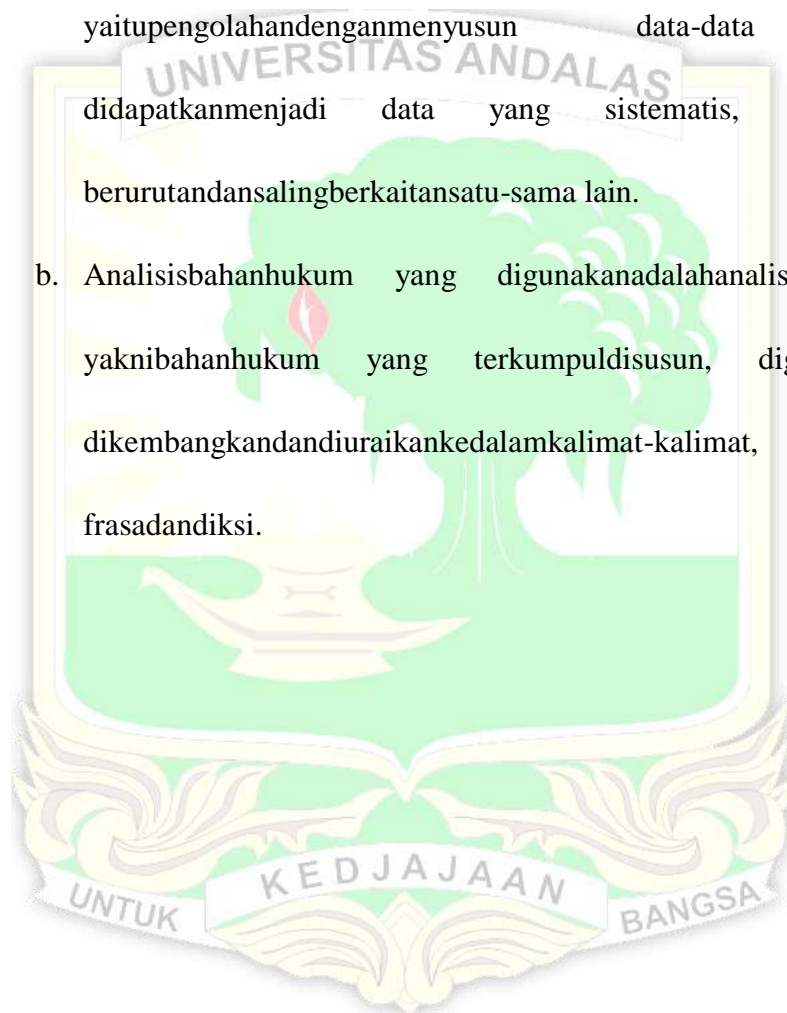 yaitupengolahandenganmenyusun data-data
UNIVERSITAS ANDALAS
didapatkanmenjadi data yang sistematis,
berurutandansalingberkaitansatu-sama lain.
b. Analisisbahanhukum yang digunakanadalahanalis
yaknibahanhukum yang terkumpuldisusun, dig
dikembangkandandiuraikankedalamkalimat-kalimat,
frasadandiksi.
UNTUK KEDJAJAAN BANGSA